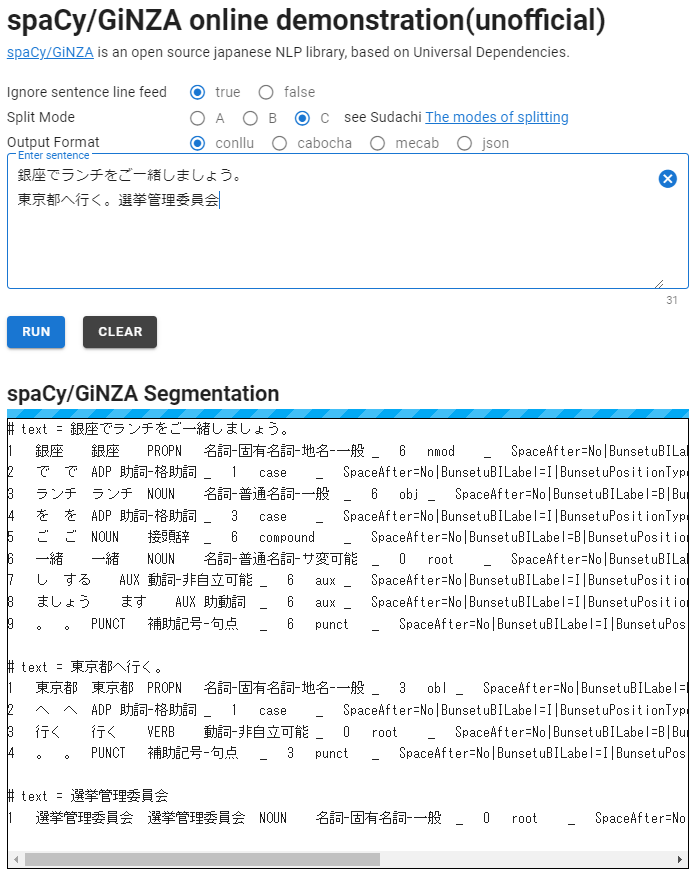 spaCy/GiNZA online demonstration(unofficial)
spaCy/GiNZA is an open source japanese NLP library, based on Universal Dependencies.
Ignore sentence line feed true false
Split Mode A B C see Sudachi The modes of splitting
Output Format conllu cabocha mecab json
Enter sentence
銀座でランチをご一緒しましょう。
東京都へ行く。選挙管理委員会
31
RUN CLEAR
spaCy/GiNZA Segmentation
# text = 銀座でランチをご一緒しましょう。
1 銀座 銀座 PROPN 名詞-固有名詞-地名-一般 _ 6 nmod _ SpaceAfter=No|BunsetuBILa
2 で で ADP 助詞-格助詞 _ 1 case _ SpaceAfter=No|BunsetuBILabel=I|BunsetuPositionType
3 ランチ ランチ NOUN 名詞-普通名詞-一般 _ 6 obj _ SpaceAfter=No|BunsetuBILabel=B|Bun
4 を を ADP 助詞-格助詞 _ 3 case _ SpaceAfter=No|BunsetuBILabel=I|BunsetuPositionType
5 ご ご NOUN 接頭辞 _ 6 compound _ SpaceAfter=No|BunsetuBILabel=B|BunsetuPos
6 一緒 一緒 NOUN 名詞-普通名詞-サ変可能 _ 0 root _ SpaceAfter=No|BunsetuBILabel
7 し する AUX 動詞-非自立可能 _ 6 aux _ SpaceAfter=No|BunsetuBILabel=I|BunsetuPosition
8 ましょう ます AUX 助動詞 _ 6 aux _ SpaceAfter=No|BunsetuBILabel=I|BunsetuPosition
9 。 。 PUNCT 補助記号-句点 _ 6 punct _ SpaceAfter=No|BunsetuBILabel=I|BunsetuPos
# text = 東京都へ行く。
1 東京都 東京都 PROPN 名詞-固有名詞-地名-一般 _ 3 obl _ SpaceAfter=No|BunsetuBILabel=
2 へ へ ADP 助詞-格助詞 _ 1 case _ SpaceAfter=No|BunsetuBILabel=I|BunsetuPositionType
3 行く 行く VERB 動詞-非自立可能 _ 0 root _ SpaceAfter=No|BunsetuBILabel=B|Bun
4 。 。 PUNCT 補助記号-句点 _ 3 punct _ SpaceAfter=No|BunsetuBILabel=I|BunsetuPos
# text = 選挙管理委員会
1 選挙管理委員会 選挙管理委員会 NOUN 名詞-固有名詞-一般 _ 0 root _ SpaceAfter=No